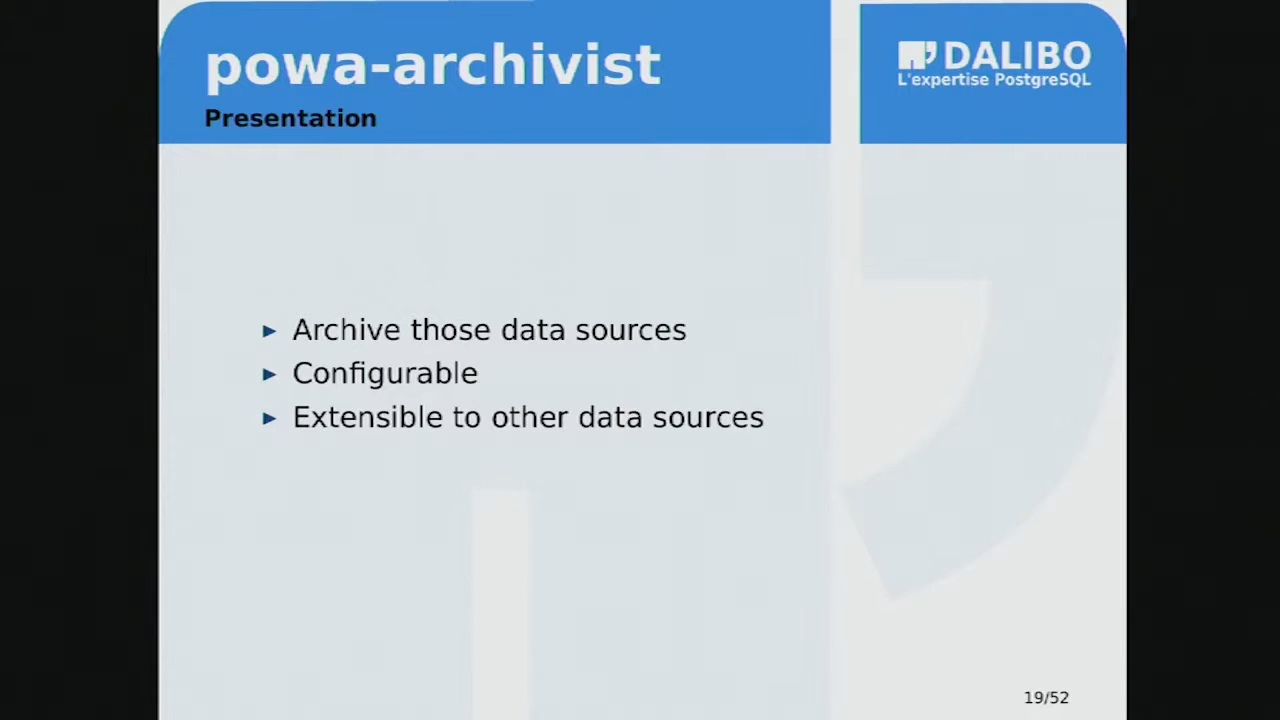 powa-archivist
Presentation
DALIBO
L'expertise PostgreSQL
Archive those data sources
Configurable
Extensible to other data sources
19/52